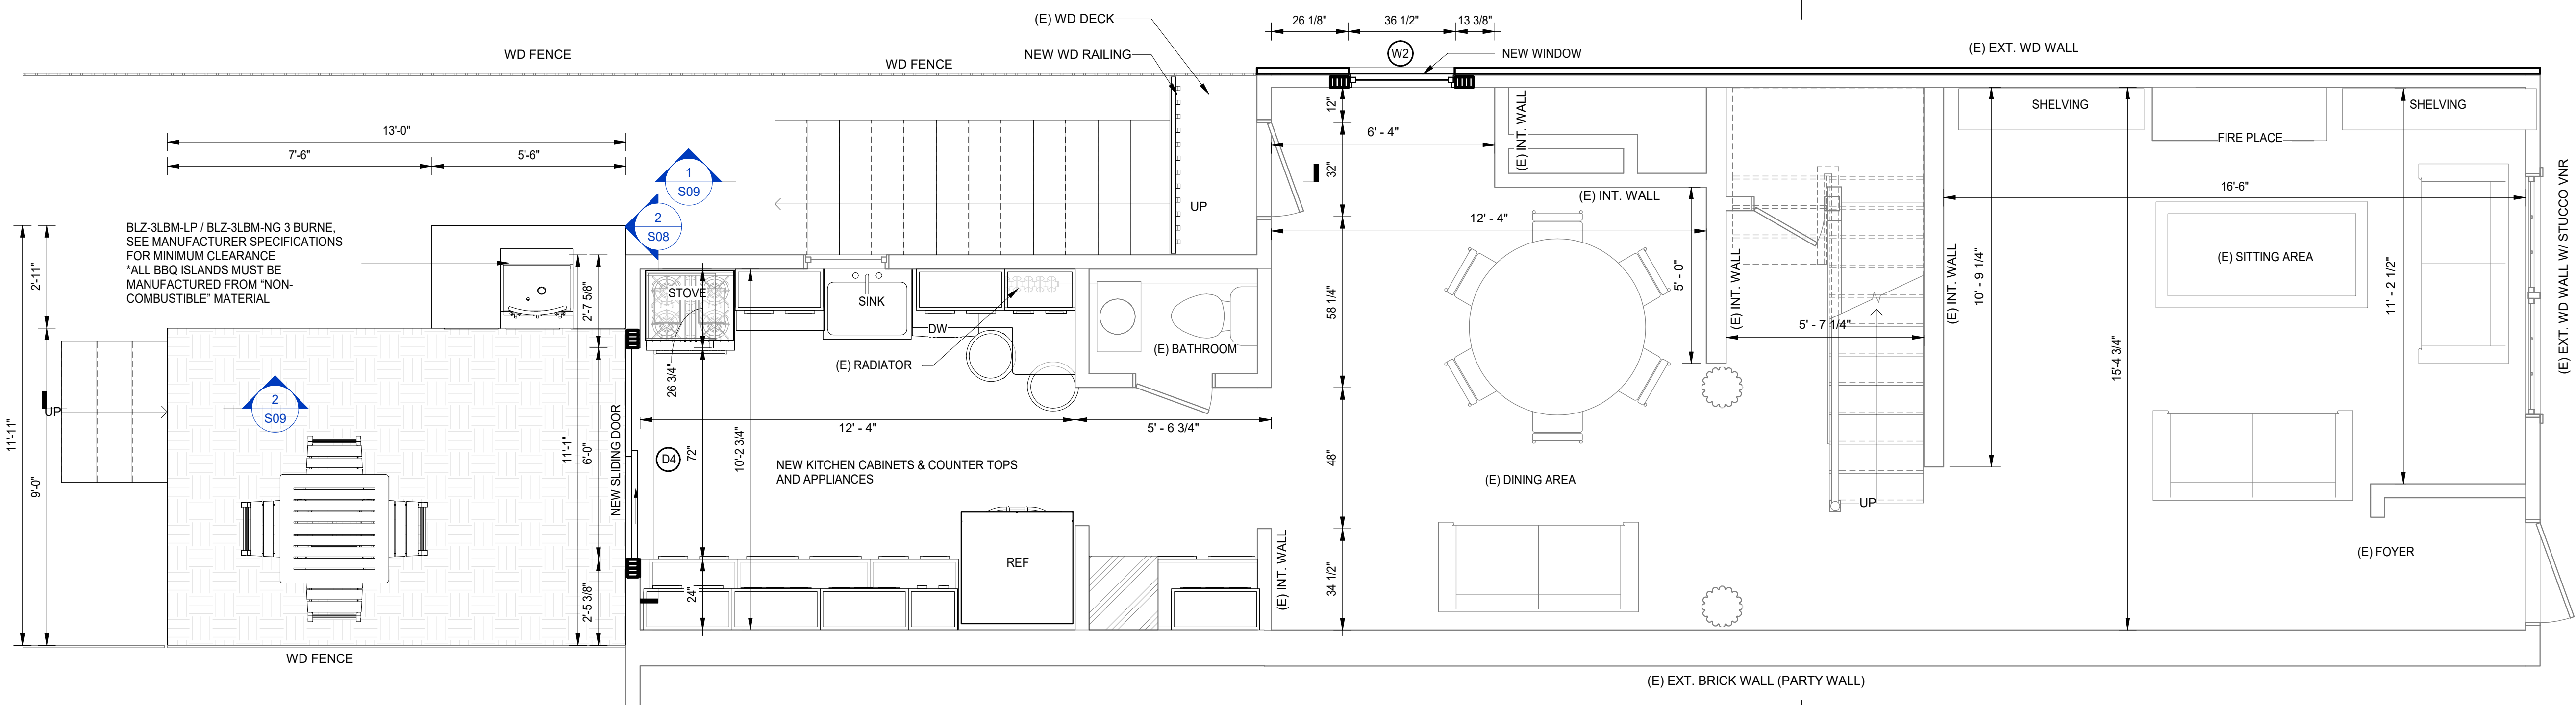 (E) WD DECK
26 1/8"
36 1/2"
13 3/8"
WD FENCE
NEW WD RAILING
W2
NEW WINDOW
(E) EXT. WD WALL
WD FENCE
13'-0"
7'-6"
5'-6"
1
S09
2
S08
UP
12"
32"
6' - 4"
(E) INT. WALL
(E) INT. WALL
12' - 4"
SHELVING
FIRE PLACE
SHELVING
16'-6"
(E) EXT. WD WALL W/ STUCCO VNR
BLZ-3LBM-LP / BLZ-3LBM-NG 3 BURNE,
SEE MANUFACTURER SPECIFICATIONS
FOR MINIMUM CLEARANCE
*ALL BBQ ISLANDS MUST BE
MANUFACTURED FROM “NON-
COMBUSTIBLE” MATERIAL
2'-11"
11'-11"
9'-0"
2'-7 5/8"
STOVE
SINK
DW
(E) RADIATOR
(E) BATHROOM
58 1/4"
5' - 0"
(E) INT. WALL
5' - 7 1/4"
(E) INT. WALL
10' - 9 1/4"
(E) SITTING AREA
11' - 2 1/2"
15'-4 3/4"
26 3/4"
UP
2
S09
11'-1"
6'-0"
NEW SLIDING DOOR
D4
72"
10'-2 3/4"
12' - 4"
5' - 6 3/4"
NEW KITCHEN CABINETS & COUNTER TOPS
AND APPLIANCES
48"
(E) DINING AREA
UP
REF
(E) INT. WALL
34 1/2"
24"
2'-5 3/8"
(E) FOYER
WD FENCE
(E) EXT. BRICK WALL (PARTY WALL)